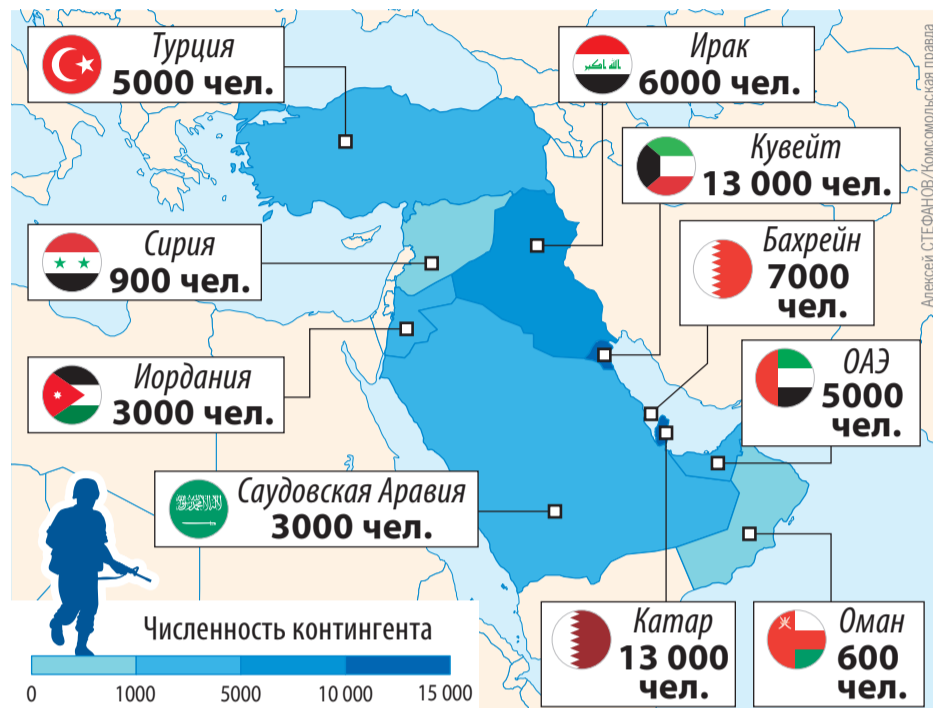 Турция
5000 чел.
Ирак
6000 чел.
Кувейт
13 000 чел.
Сирия
900 чел.
Бахрейн
7000
чел.
Иордания
3000 чел.
ОАЭ
5000
чел.
Саудовская Аравия
3000 чел.
Катар
13 000
чел.
Оман
600
чел.
Численность контингента
0 1000 5000 10 000 15 000
Алексей СТЕФАНОВ/Комсомольская правда